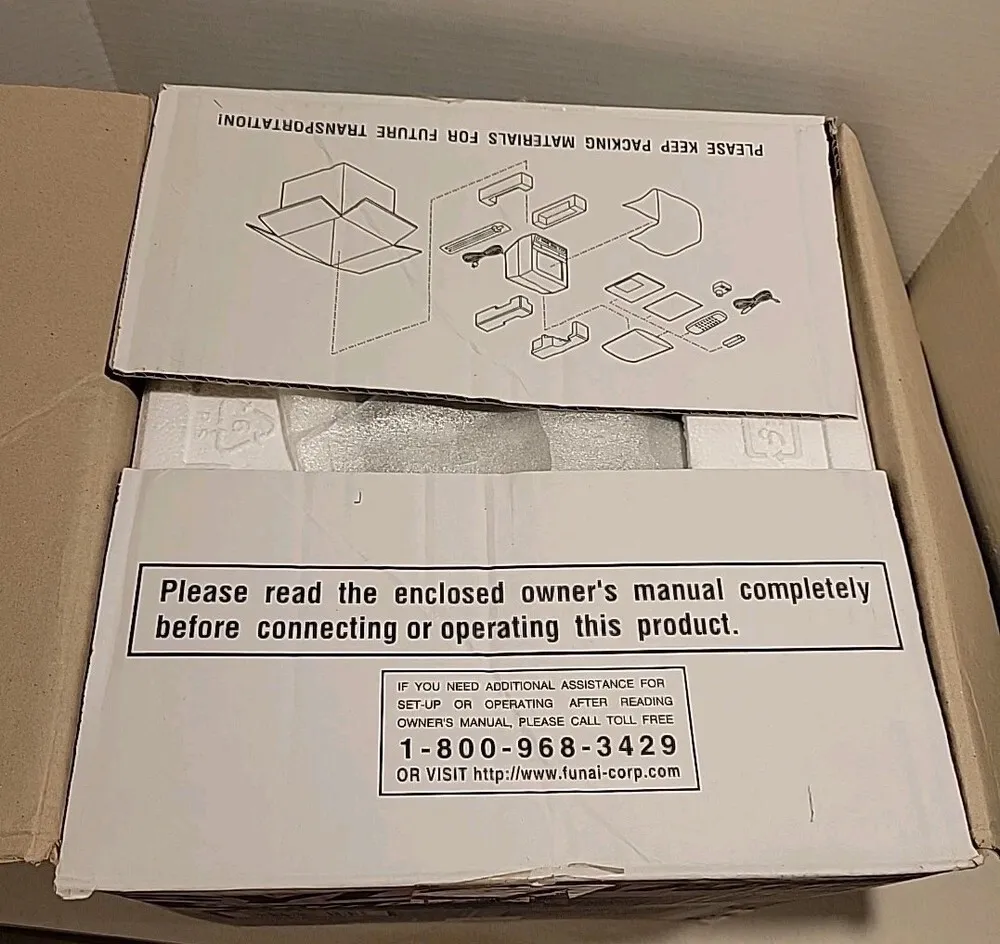 PLEASE KEEP PACKING MATERIALS FOR FUTURE TRANSPORTATION!
Please read the enclosed owner's manual completely
before connecting or operating this product.
IF YOU NEED ADDITIONAL ASSISTANCE FOR
SET-UP OR OPERATING AFTER READING
OWNER'S MANUAL, PLEASE CALL TOLL FREE
1-800-968-3429
OR VISIT http://www.funai-corp.com